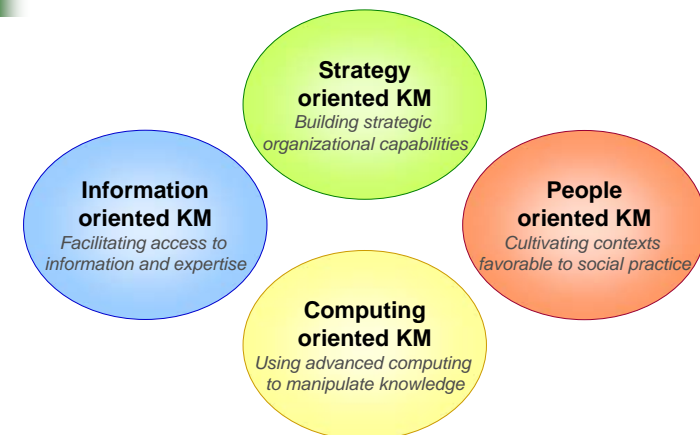 Strategy
oriented KM
Building strategic
organizational capabilities
Information
oriented KM
Facilitating access to
information and expertise
People
oriented KM
Cultivating contexts
favorable to social practice
Computing
oriented KM
Using advanced computing
to manipulate knowledge